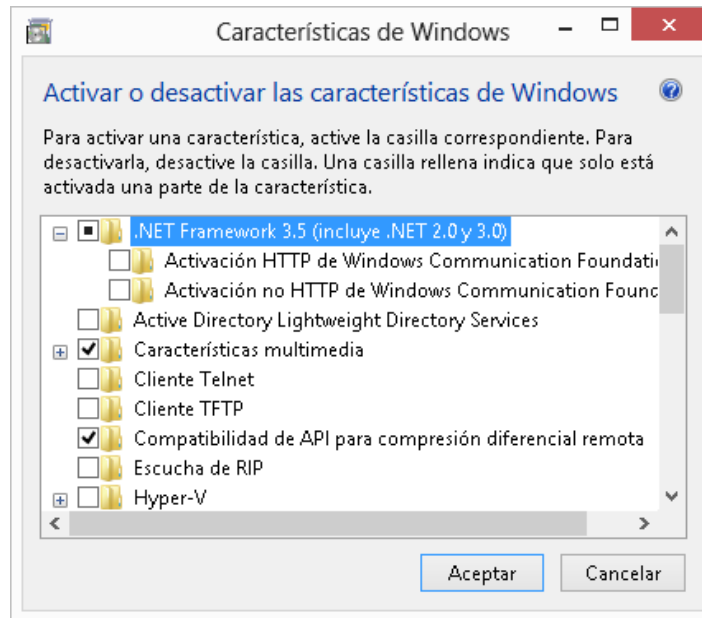 Características de Windows
Activar o desactivar las características de Windows
Para activar una característica, active la casilla correspondiente. Para
desactivarla, desactive la casilla. Una casilla rellena indica que solo está
activada una parte de la característica.
.NET Framework 3.5 (incluye .NET 2.0 y 3.0)
Activación HTTP de Windows Communication Foundati
Activación no HTTP de Windows Communication Found
Active Directory Lightweight Directory Services
Características multimedia
Cliente Telnet
Cliente TFTP
Compatibilidad de API para compresión diferencial remota
Escucha de RIP
Hyper-V
Aceptar
Cancelar